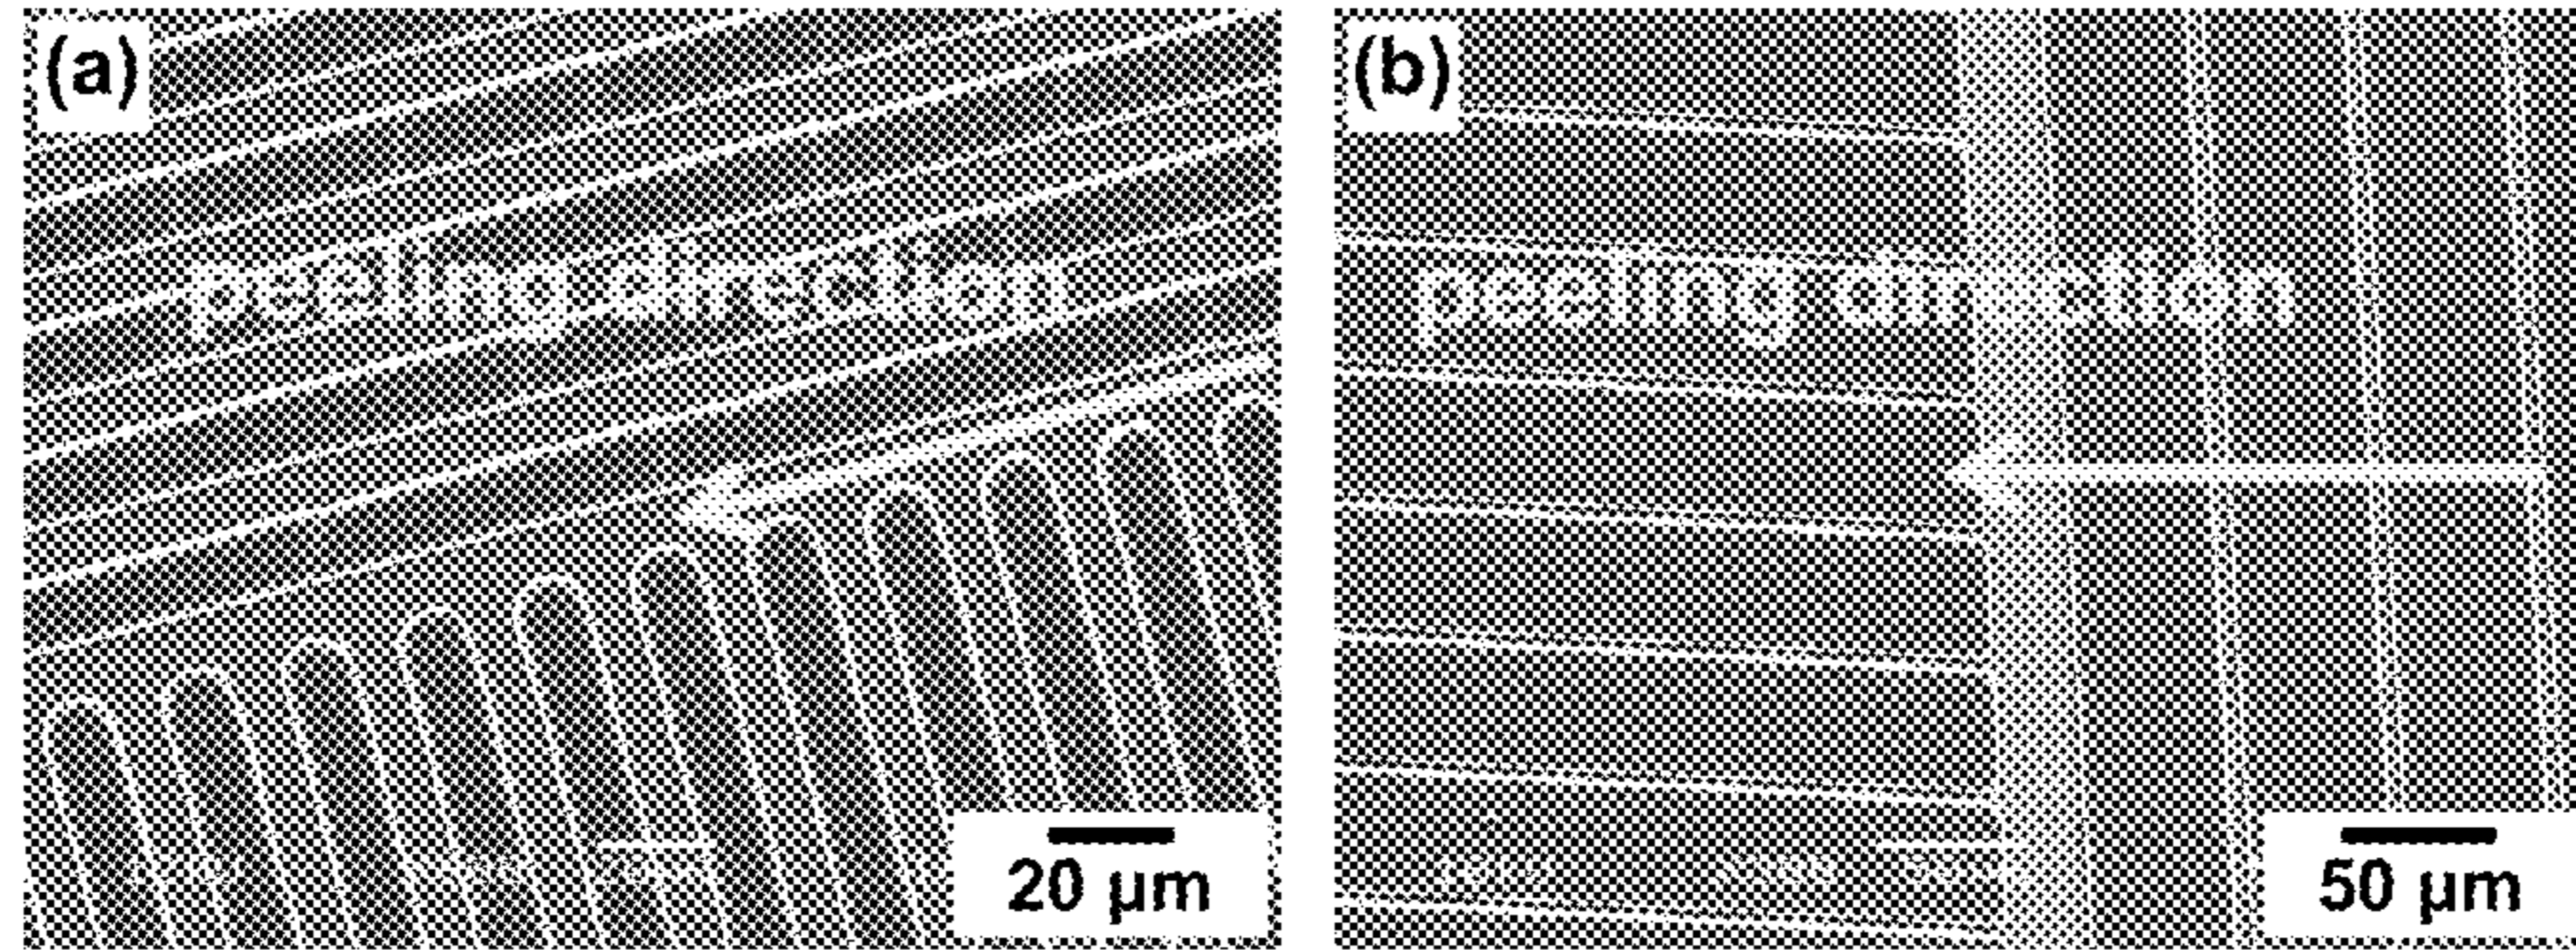 (a)
peeling direction
20 µm
(b)
peeling direction
50 µm